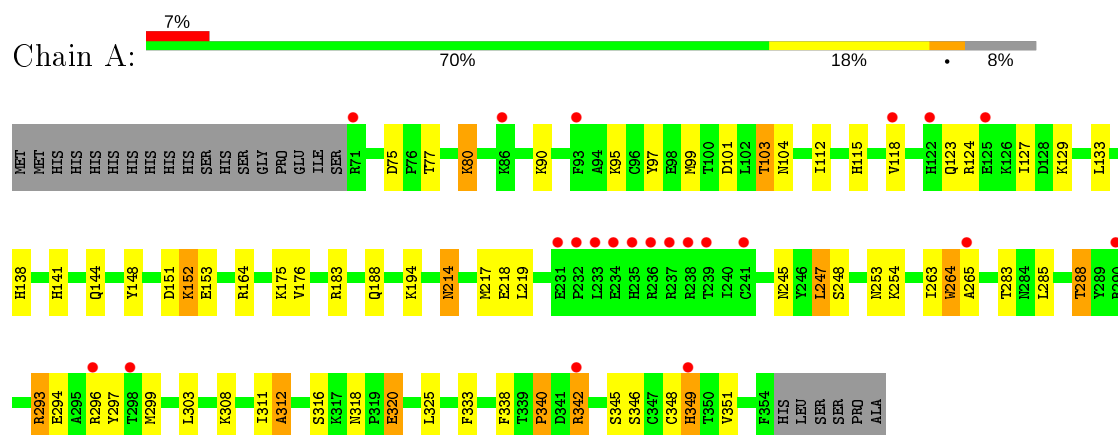 Chain A:
7%
70% 18% • 8%
MET MET HIS HIS HIS HIS HIS HIS HIS HIS SER HIS SER GLY PRO GLU ILE SER R71 D75 P76 T77 K80 K86 K90 F93 A94 K95 C96 Y97 E98 M99 T100 D101 L102 T103 N104 I112 H115 V118 H122 Q123 R124 E125 K126 I127 D128 K129 L133
H138 H141 Q144 Y148 D151 K152 E153 R164 K175 V176 R183 Q188 K194 N214 M217 E218 L219 E231 P232 L233 E234 H235 R236 R237 R238 T239 I240 C241 N245 Y246 L247 S248 N253 K254 I263 W264 A265 T283 N284 L285 T288 Y289 R290
R293 E294 A295 R296 Y297 T298 M299 L303 K308 I311 A312 S316 K317 N318 P319 E320 L325 F333 F338 T339 P340 D341 R342 S345 S346 C347 C348 H349 T350 V351 F354 HIS LEU SER SER PRO ALA